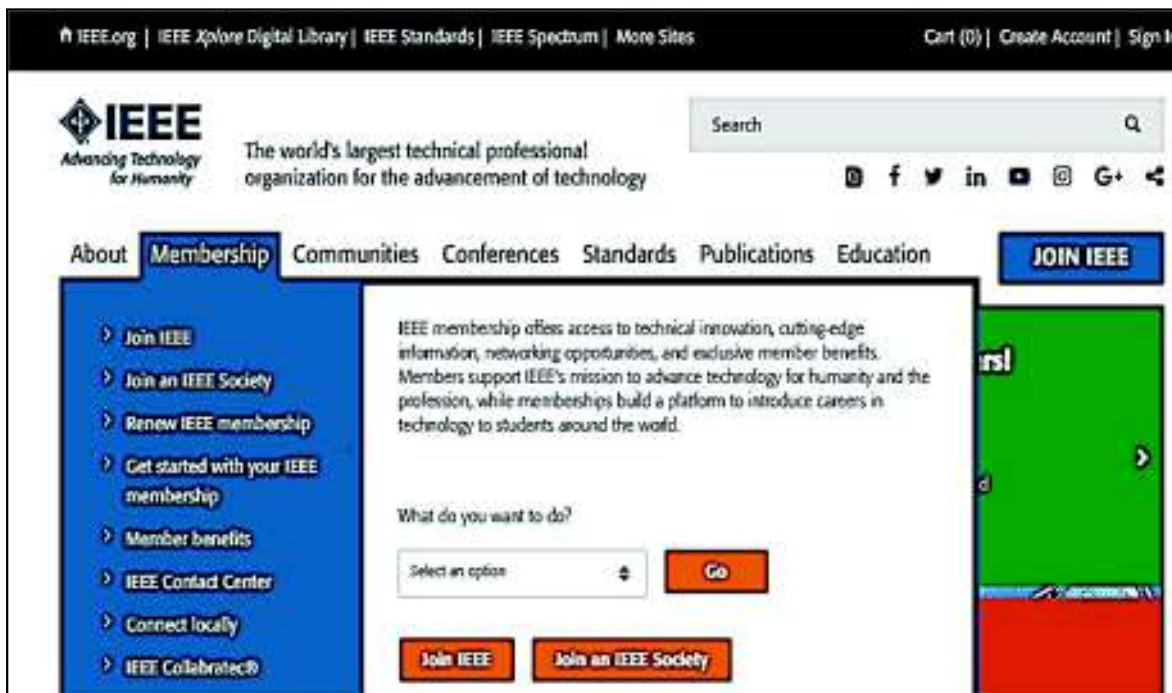 IEEE.org | IEEE Xplore Digital Library | IEEE Standards | IEEE Spectrum | More Sites
Cart (0) | Create Account | Sign In
IEEE
Advancing Technology
for Humanity
The world's largest technical professional
organization for the advancement of technology
Search
About Membership Communities Conferences Standards Publications Education
JOIN IEEE
Join IEEE
Join an IEEE Society
Renew IEEE membership
Get started with your IEEE
membership
Member benefits
IEEE Contact Center
Connect locally
IEEE Collabratec®
IEEE membership offers access to technical innovation, cutting-edge
information, networking opportunities, and exclusive member benefits.
Members support IEEE's mission to advance technology for humanity and the
profession, while memberships build a platform to introduce careers in
technology to students around the world.
What do you want to do?
Select an option
Go
Join IEEE
Join an IEEE Society